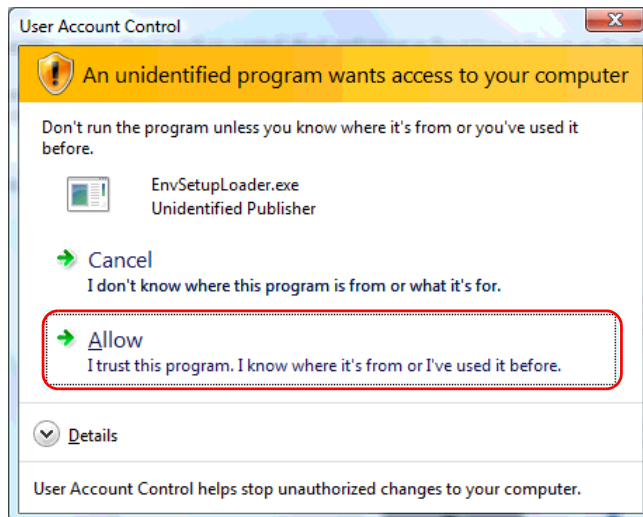 User Account Control
An unidentified program wants access to your computer
Don't run the program unless you know where it's from or you've used it
before.
EnvSetupLoader.exe
Unidentified Publisher
Cancel
I don't know where this program is from or what it's for.
Allow
I trust this program. I know where it's from or I've used it before.
Details
User Account Control helps stop unauthorized changes to your computer.